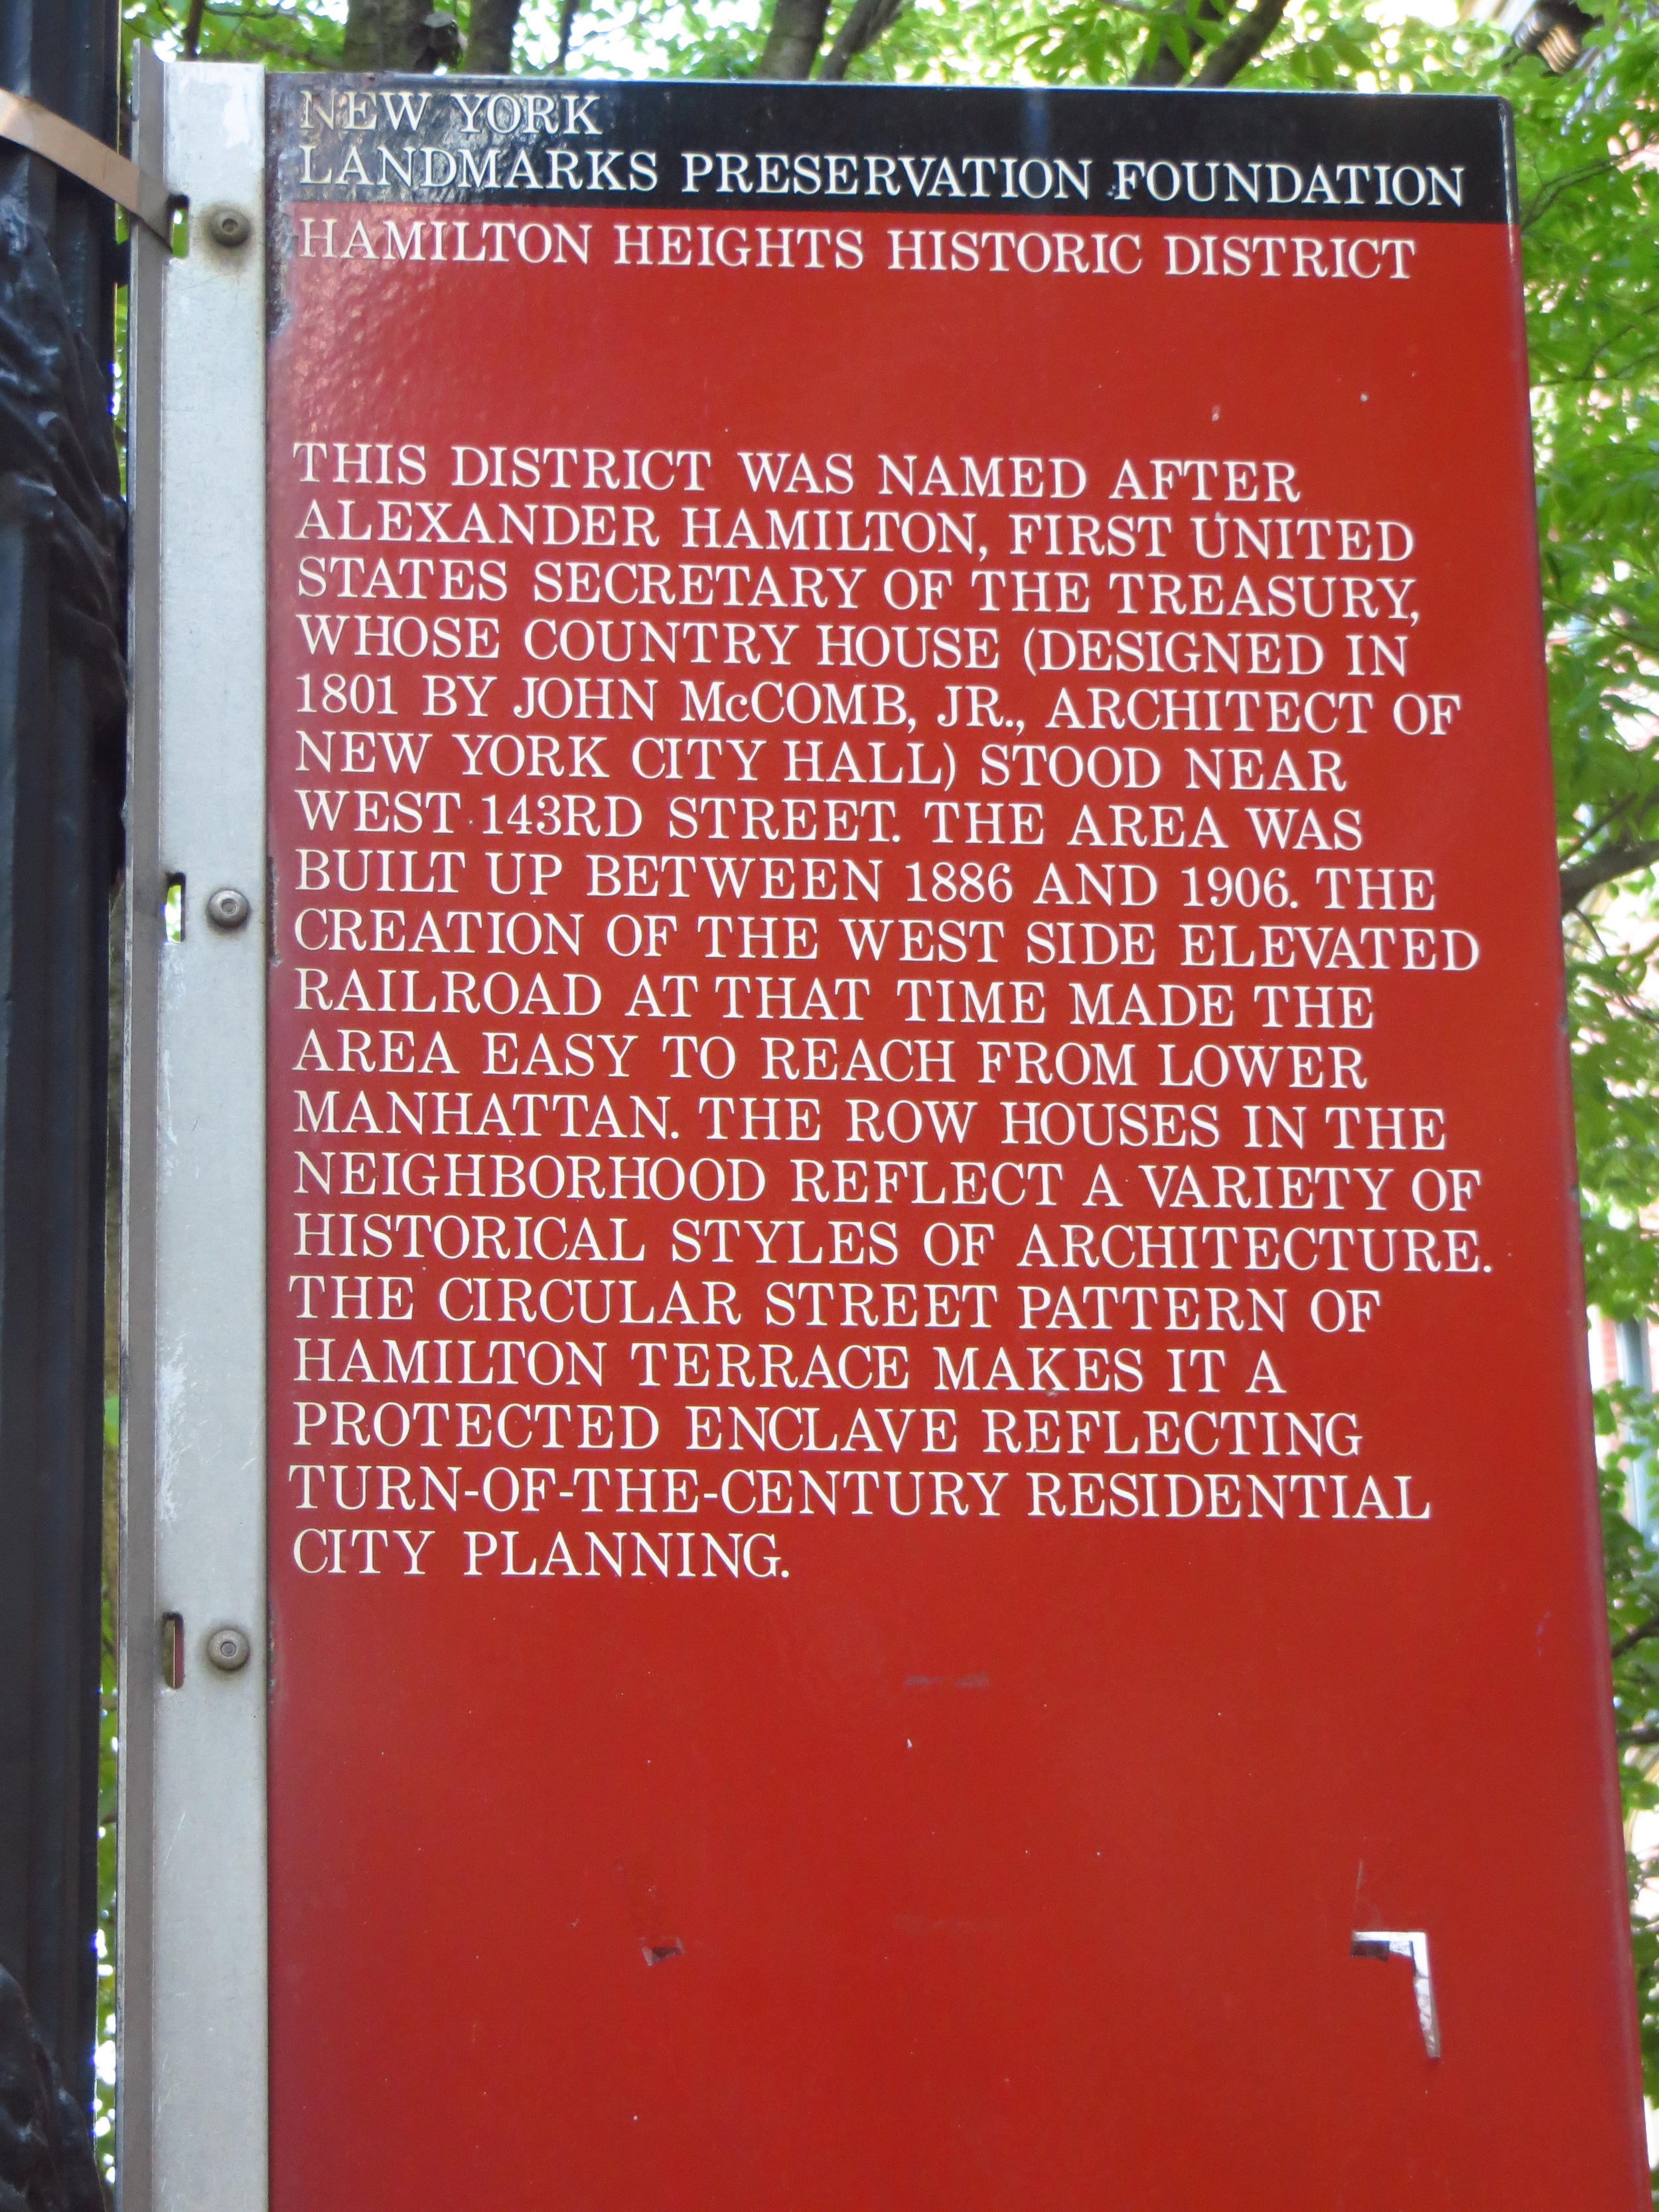 NEW YORK
LANDMARKS PRESERVATION FOUNDATION
HAMILTON HEIGHTS HISTORIC DISTRICT
THIS DISTRICT WAS NAMED AFTER
ALEXANDER HAMILTON, FIRST UNITED
STATES SECRETARY OF THE TREASURY,
WHOSE COUNTRY HOUSE (DESIGNED IN
1801 BY JOHN McCOMB, JR., ARCHITECT OF
NEW YORK CITY HALL) STOOD NEAR
WEST 143RD STREET. THE AREA WAS
BUILT UP BETWEEN 1886 AND 1906. THE
CREATION OF THE WEST SIDE ELEVATED
RAILROAD AT THAT TIME MADE THE
AREA EASY TO REACH FROM LOWER
MANHATTAN. THE ROW HOUSES IN THE
NEIGHBORHOOD REFLECT A VARIETY OF
HISTORICAL STYLES OF ARCHITECTURE.
THE CIRCULAR STREET PATTERN OF
HAMILTON TERRACE MAKES IT A
PROTECTED ENCLAVE REFLECTING
TURN-OF-THE-CENTURY RESIDENTIAL
CITY PLANNING.